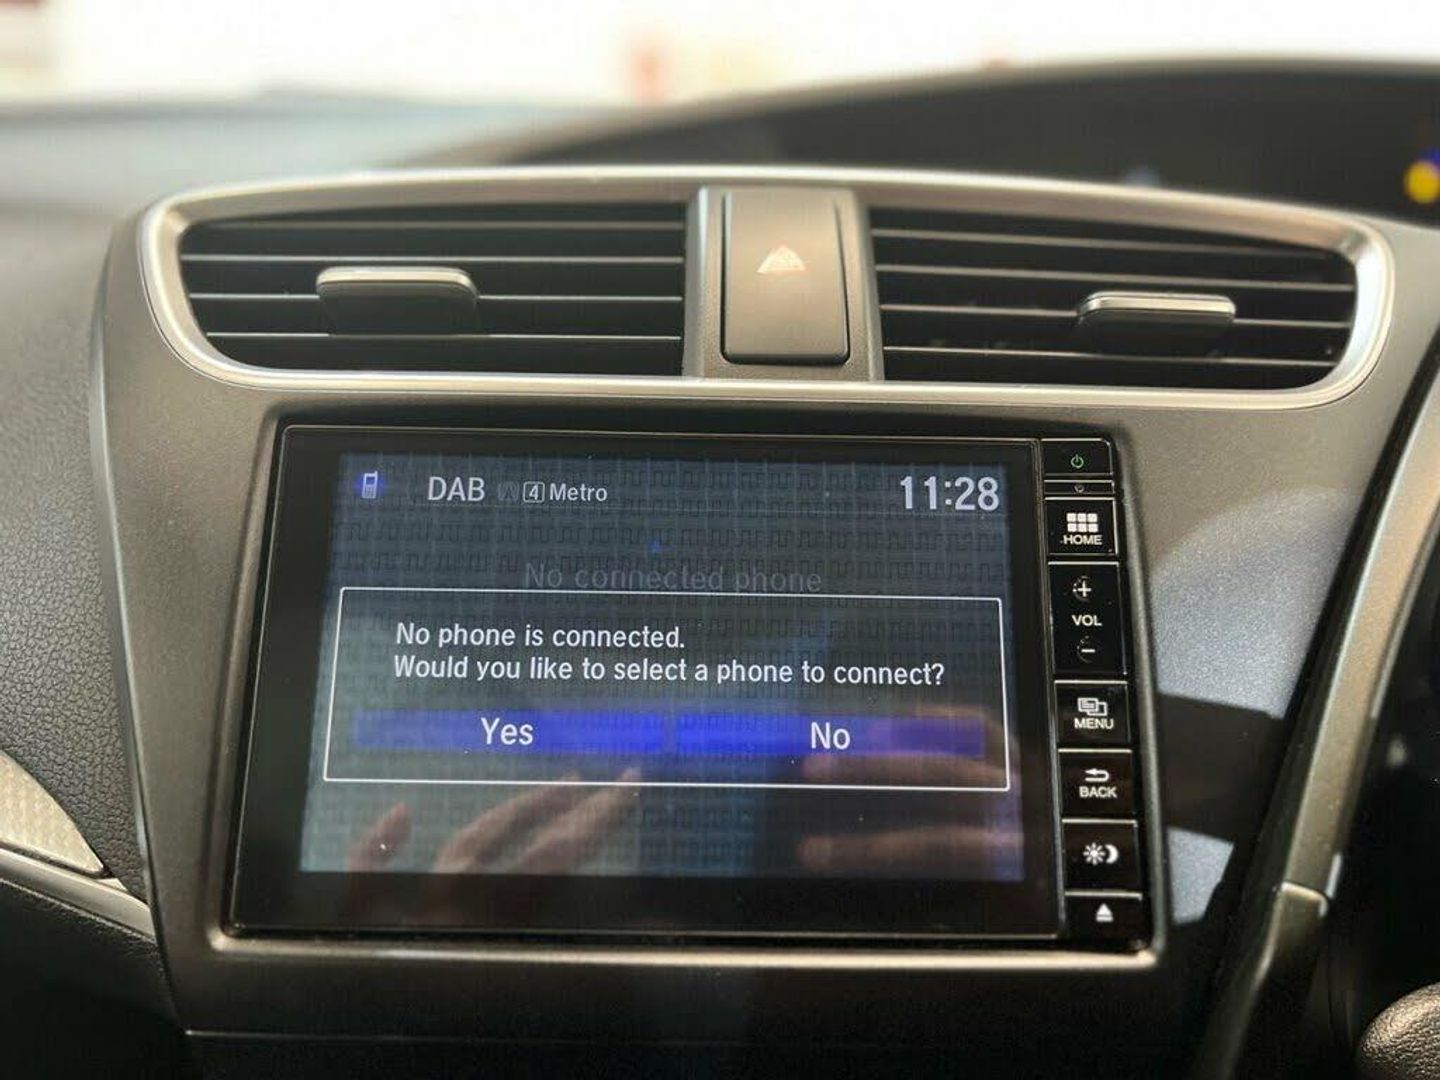 DAB 4 Metro 11:28
No connected phone
No phone is connected.
Would you like to select a phone to connect?
Yes No
HOME
+
VOL
-
MENU
BACK